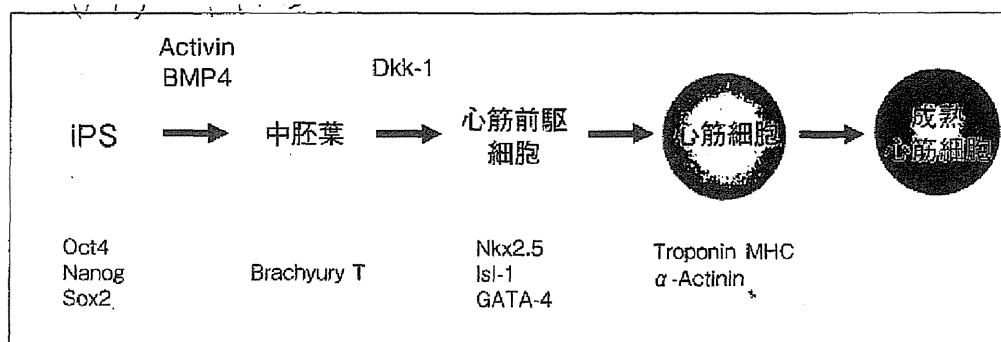 Activin
BMP4
Dkk-1
iPS
中胚葉
心筋前駆
細胞
心筋細胞
成熟
心筋細胞
Oct4
Nanog
Sox2
Brachyury T
Nkx2.5
Isl-1
GATA-4
Troponin MHC
α-Actinin